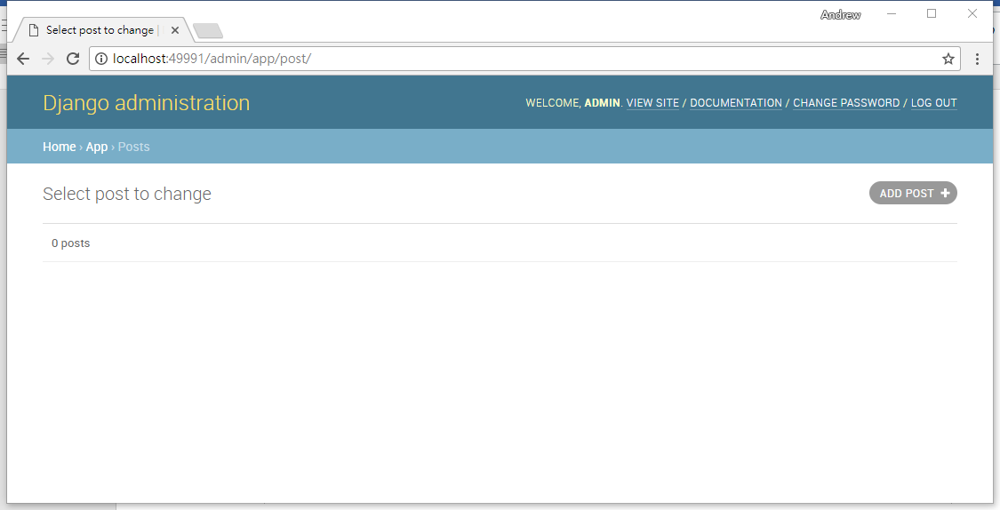 Andrew
Select post to change |
localhost:49991/admin/app/post/
Django administration
WELCOME, ADMIN. VIEW SITE / DOCUMENTATION / CHANGE PASSWORD / LOG OUT
Home › App › Posts
Select post to change
ADD POST +
0 posts